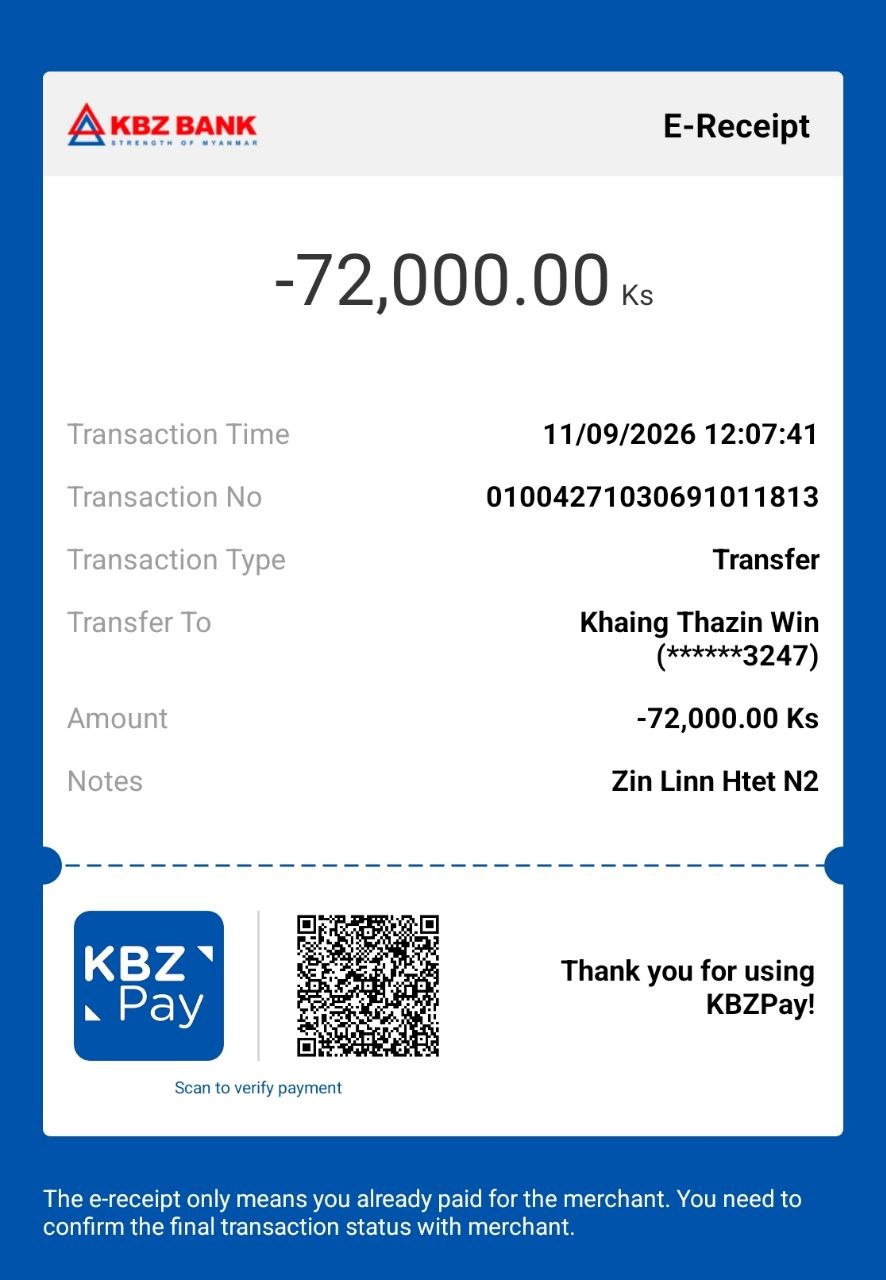 KBZ BANK
STRENGTH OF MYANMAR
E-Receipt
-72,000.00 Ks
Transaction Time 11/09/2026 12:07:41
Transaction No 01004271030691011813
Transaction Type Transfer
Transfer To Khaing Thazin Win
(******3247)
Amount -72,000.00 Ks
Notes Zin Linn Htet N2
KBZ
Pay
Thank you for using
KBZPay!
Scan to verify payment
The e-receipt only means you already paid for the merchant. You need to
confirm the final transaction status with merchant.